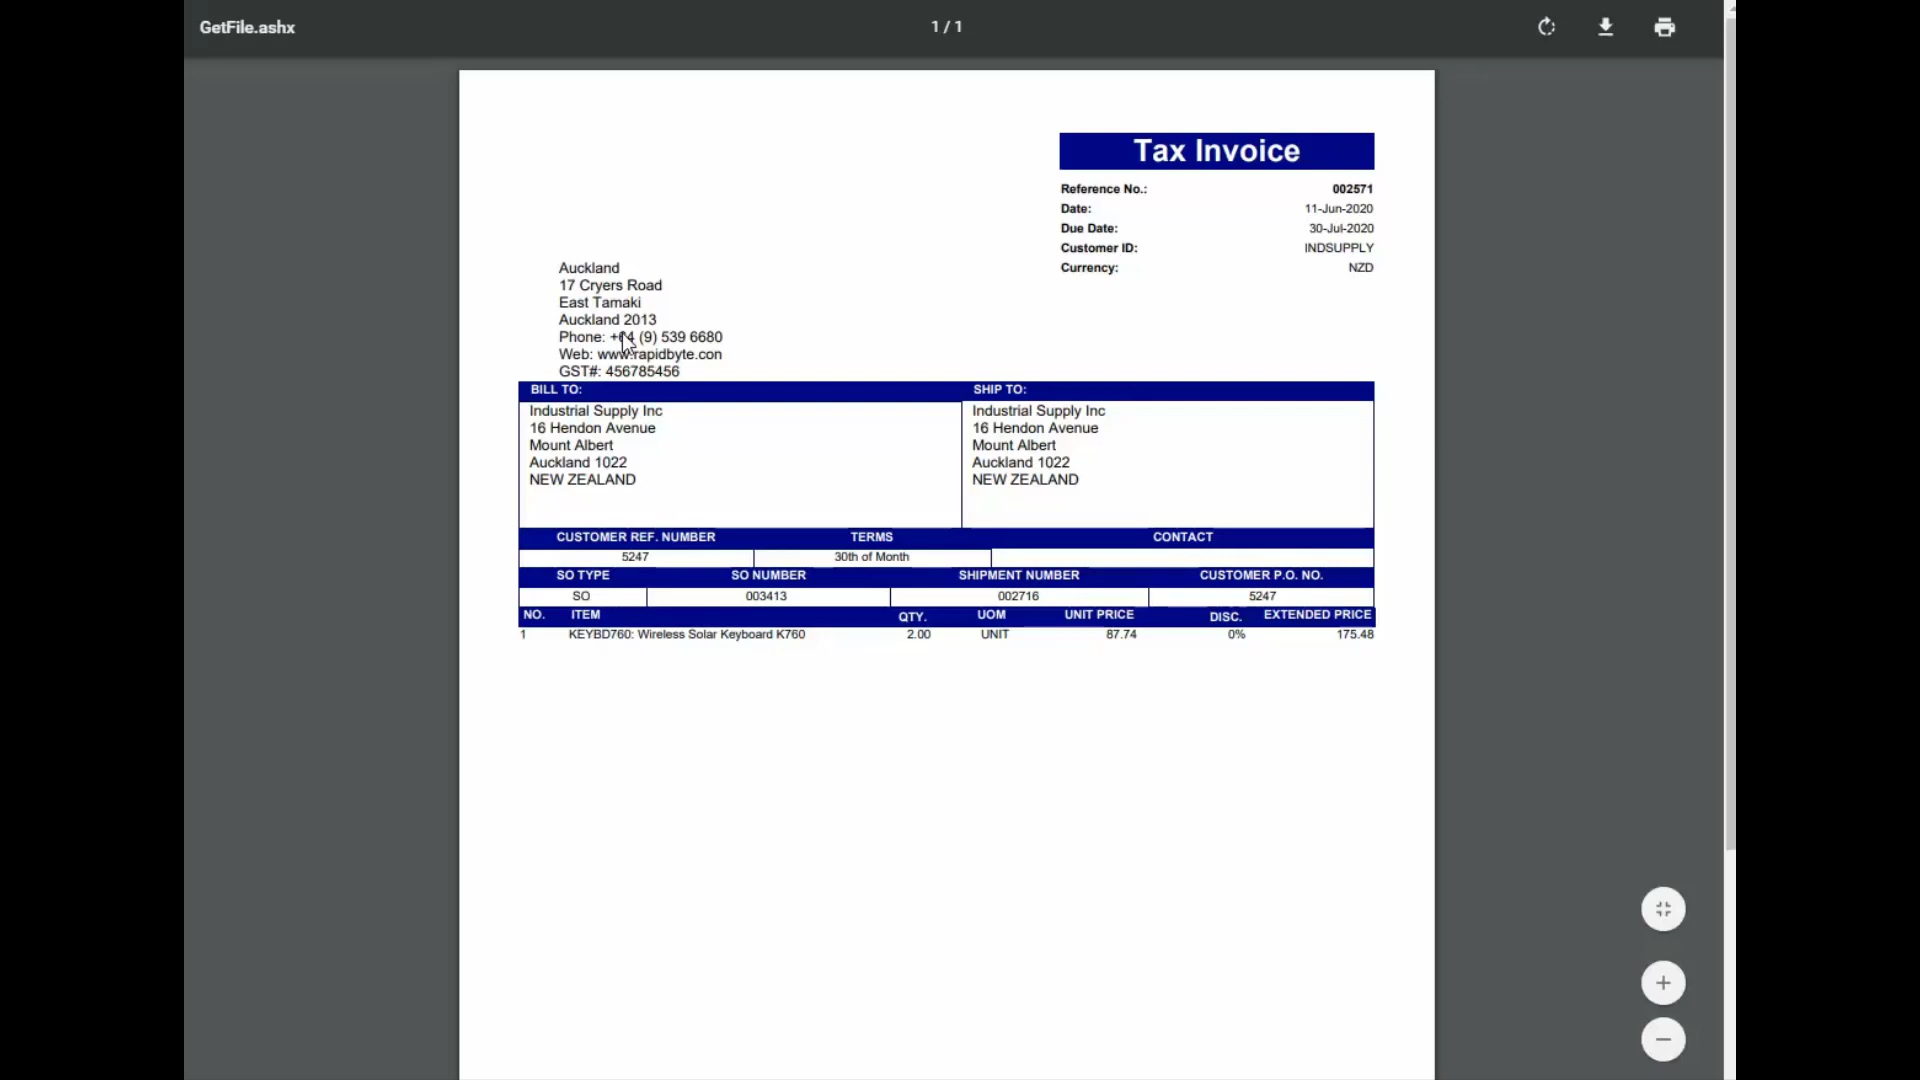 GetFile.ashx
1 / 1
Tax Invoice
Reference No.: 002571
Date: 11-Jun-2020
Due Date: 30-Jul-2020
Customer ID: INDSUPPLY
Currency: NZD
Auckland
17 Cryers Road
East Tamaki
Auckland 2013
Phone: +64 (9) 539 6680
Web: www.rapidbyte.con
GST#: 456785456
BILL TO: SHIP TO:
Industrial Supply Inc Industrial Supply Inc
16 Hendon Avenue 16 Hendon Avenue
Mount Albert Mount Albert
Auckland 1022 Auckland 1022
NEW ZEALAND NEW ZEALAND
CUSTOMER REF. NUMBER TERMS CONTACT
5247 30th of Month
SO TYPE SO NUMBER SHIPMENT NUMBER CUSTOMER P.O. NO.
SO 003413 002716 5247
NO. ITEM QTY. UOM UNIT PRICE DISC. EXTENDED PRICE
1 KEYBD760: Wireless Solar Keyboard K760 2.00 UNIT 87.74 0% 175.48